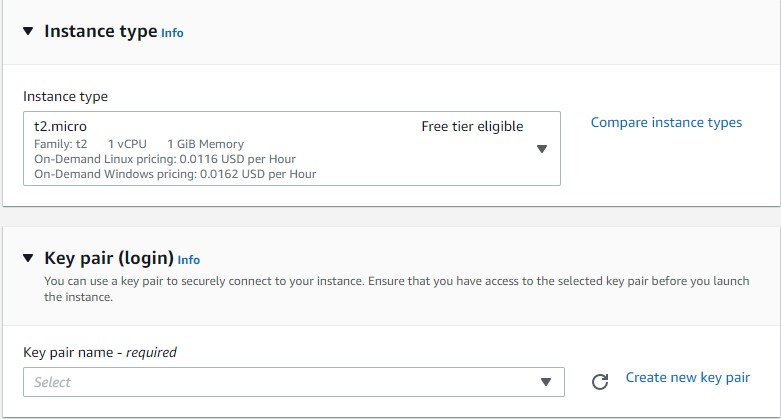 Instance type Info
Instance type
t2.micro Free tier eligible
Family: t2 1 vCPU 1 GiB Memory
On-Demand Linux pricing: 0.0116 USD per Hour
On-Demand Windows pricing: 0.0162 USD per Hour
Compare instance types
Key pair (login) Info
You can use a key pair to securely connect to your instance. Ensure that you have access to the selected key pair before you launch
the instance.
Key pair name - required
Select
Create new key pair